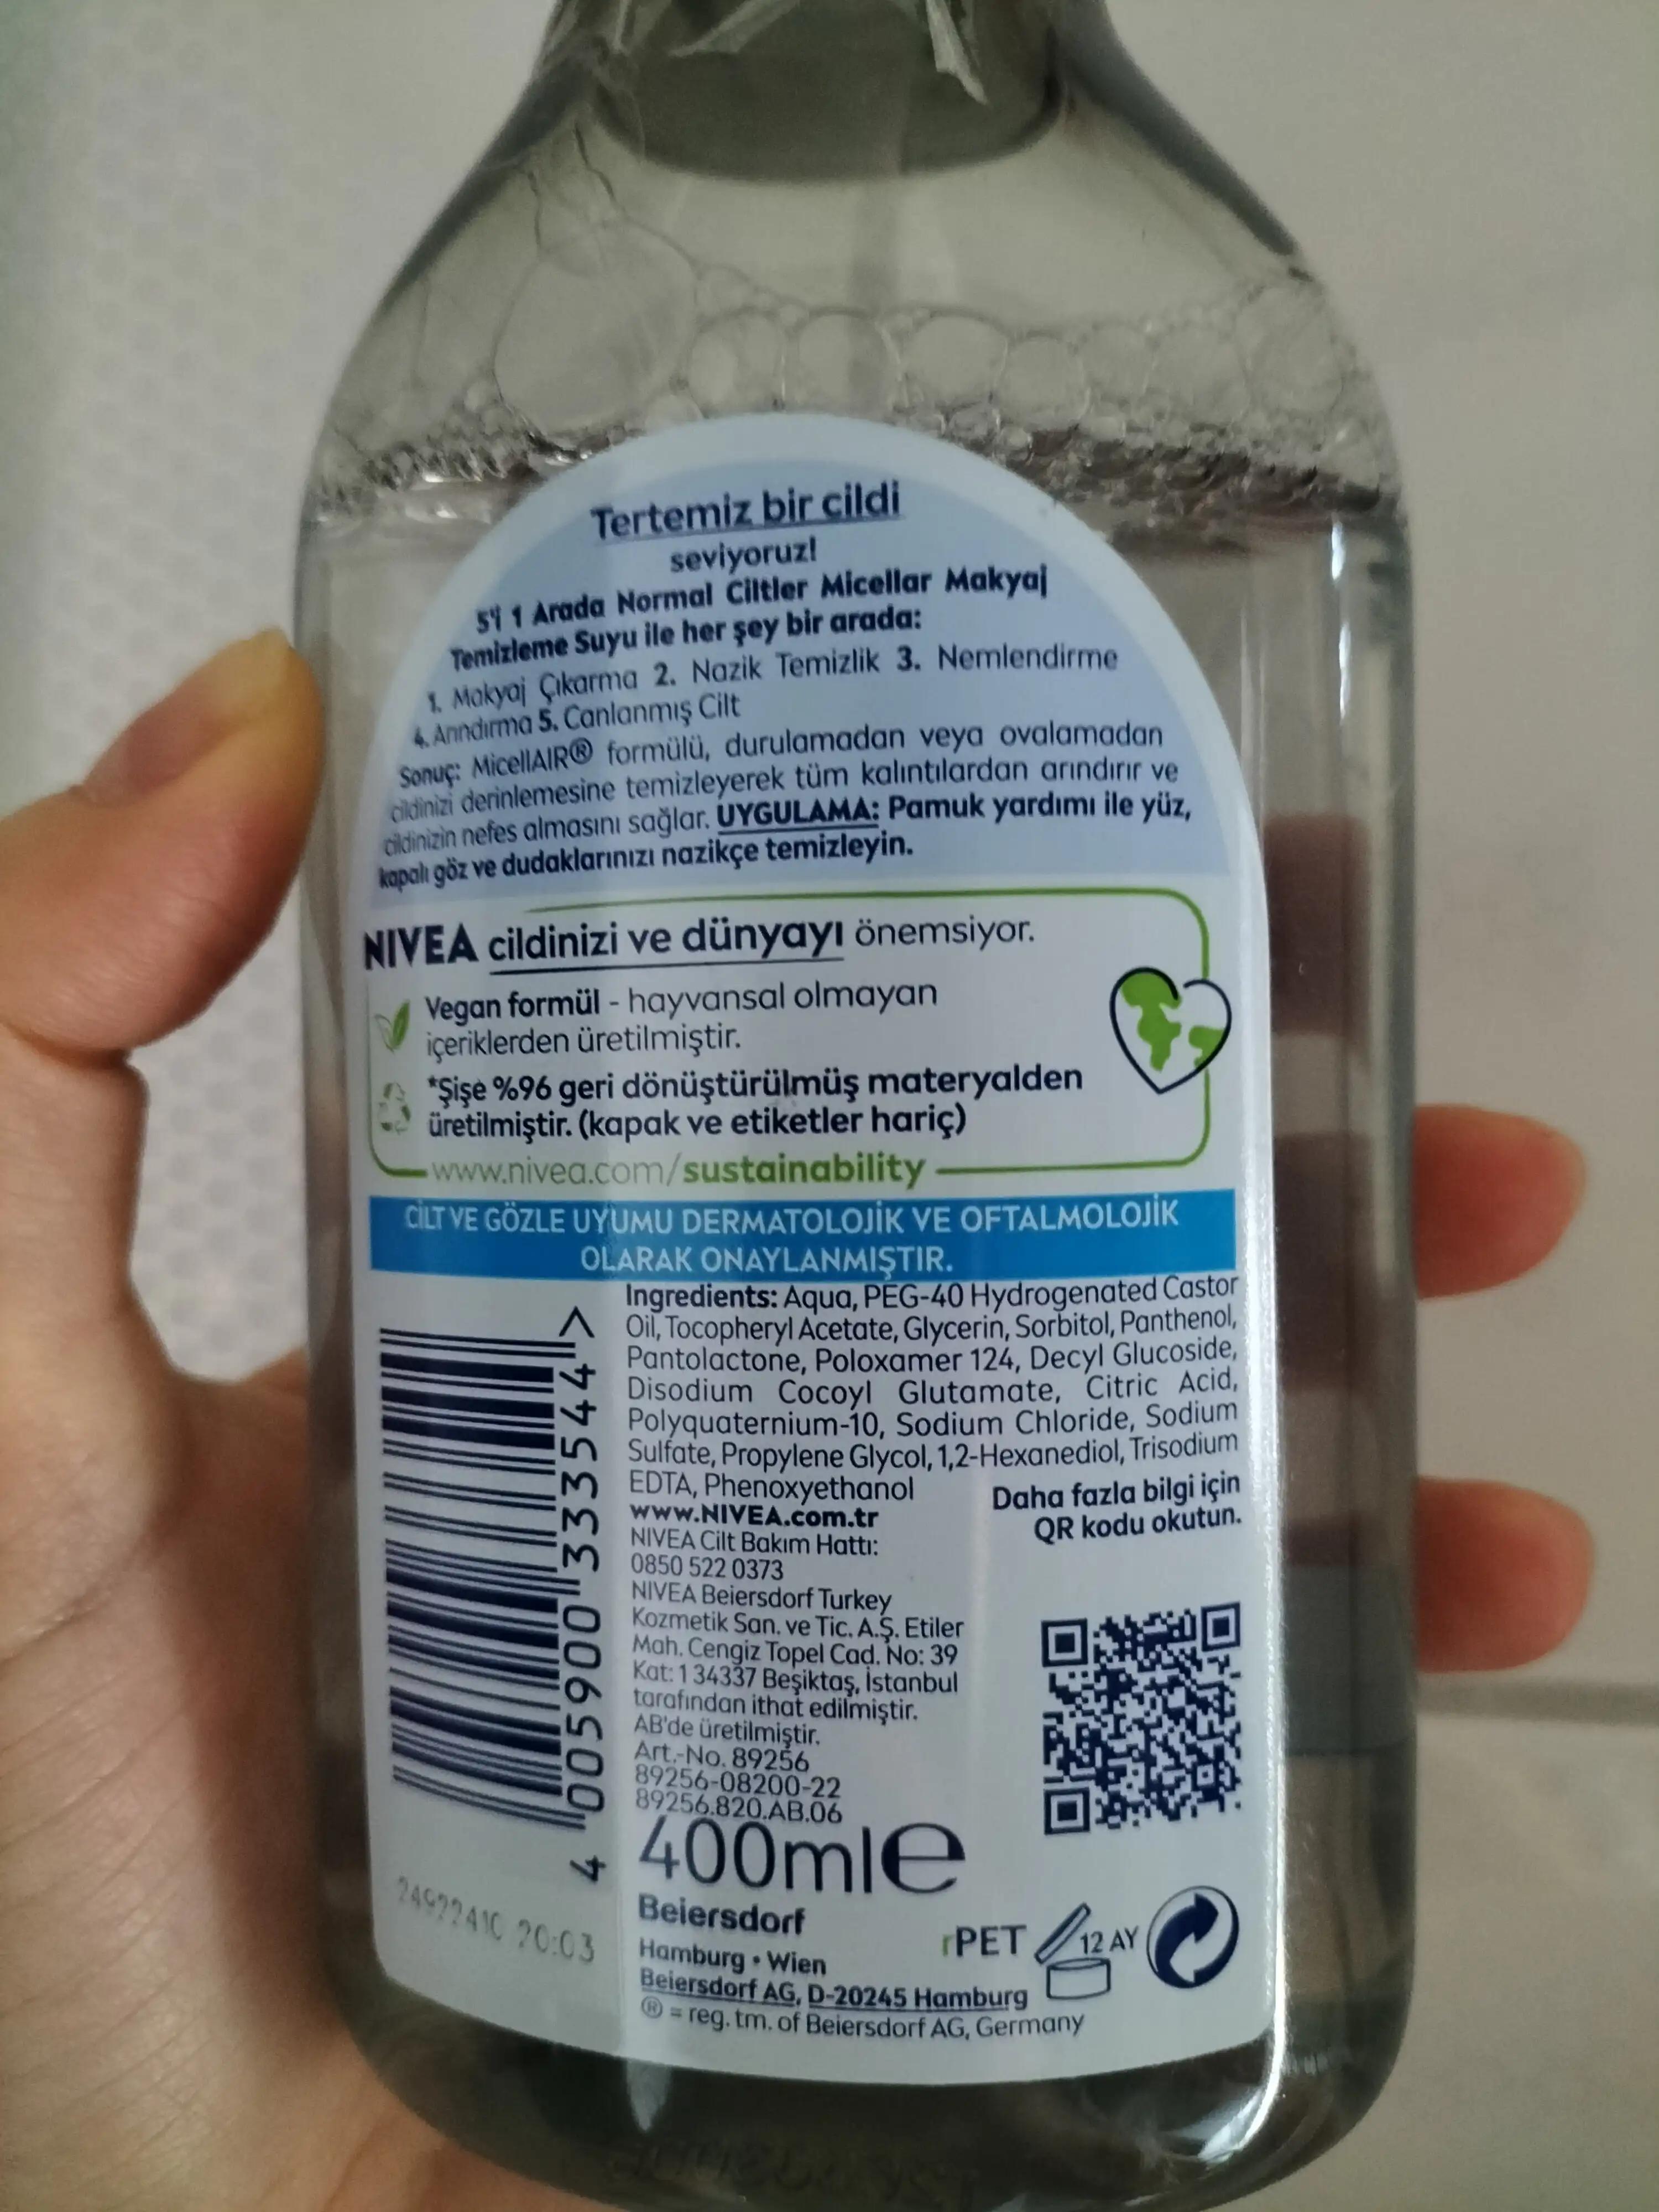 Tertemiz bir cildi
seviyoruz!
5'i 1 Arada Normal Ciltler Micellar Makyaj
Temizleme Suyu ile her şey bir arada:
1. Makyaj Çıkarma 2. Nazik Temizlik 3. Nemlendirme
4. Arındırma 5. Canlanmış Cilt
Sonuç: MicellAIR® formülü, durulamadan veya ovalamadan
cildinizi derinlemesine temizleyerek tüm kalıntılardan arındırır ve
cildinizin nefes almasını sağlar. UYGULAMA: Pamuk yardımı ile yüz,
kapalı göz ve dudaklarınızı nazikçe temizleyin.
NIVEA cildinizi ve dünyayı önemsiyor.
Vegan formül - hayvansal olmayan
içeriklerden üretilmiştir.
*Şişe %96 geri dönüştürülmüş materyalden
üretilmiştir. (kapak ve etiketler hariç)
www.nivea.com/sustainability
CİLT VE GÖZLE UYUMU DERMATOLOJİK VE OFTALMOLOJİK
OLARAK ONAYLANMIŞTIR.
Ingredients: Aqua, PEG-40 Hydrogenated Castor
Oil, Tocopheryl Acetate, Glycerin, Sorbitol, Panthenol,
Pantolactone, Poloxamer 124, Decyl Glucoside,
Disodium Cocoyl Glutamate, Citric Acid,
Polyquaternium-10, Sodium Chloride, Sodium
Sulfate, Propylene Glycol, 1,2-Hexanediol, Trisodium
EDTA, Phenoxyethanol
www.NIVEA.com.tr
NIVEA Cilt Bakım Hattı:
0850 522 0373
NIVEA Beiersdorf Turkey
Kozmetik San. ve Tic. A.Ş. Etiler
Mah. Cengiz Topel Cad. No: 39
Kat: 1 34337 Beşiktaş, İstanbul
tarafından ithat edilmiştir.
AB'de üretilmiştir.
Art.-No. 89256
89256-08200-22
89256.820.AB.06
Daha fazla bilgi için
QR kodu okutun.
4 005900 333544 >
400ml℮
24922410 20:03
Beiersdorf
Hamburg • Wien
Beiersdorf AG, D-20245 Hamburg
® = reg. tm. of Beiersdorf AG, Germany
rPET
12 AY